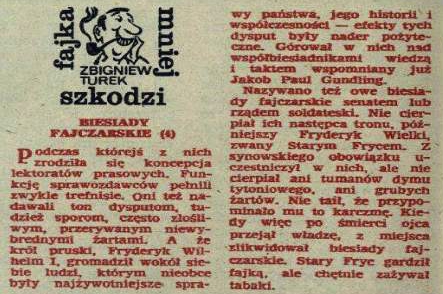 fajka
mniej
ZBIGNIEW
TUREK
szkodzi
BIESIADY
FAJCZARSKIE (4)
Podczas którejś z nich
zrodziła się koncepcja
lektoratów prasowych. Fun-
kcję sprawozdawców pełnili
zwykle trefnisie. Oni też na-
dawali ton dysputom, tu-
dzież sporom, często złośli-
wym, przerywanym niewy-
brednymi żartami. A że
król pruski, Fryderyk Wil-
helm I, gromadził wokół sie-
bie ludzi, którym nieobce
były najżywotniejsze spra-
wy państwa, jego historii i
współczesności — efekty tych
dysput były nader pożyte-
czne. Górował w nich nad
współbiesiadnikami wiedzą
i taktem wspomniany już
Jakob Paul Gundling.
Nazywano też owe biesia-
dy fajczarskie senatem lub
rządem soldateski. Nie cier-
piał ich następca tronu, póź-
niejszy Fryderyk Wielki,
zwany Starym Frycem. Z
synowskiego obowiązku u-
czestniczył w nich, ale nie
cierpiał ani tumanów dymu
tytoniowego, ani grubych
żartów. Nie taił, że przypo-
minało mu to karczmę. Kie-
dy więc po śmierci ojca
przejął władzę, z miejsca
zlikwidował biesiady faj-
czarskie. Stary Fryc gardził
fajką, ale chętnie zażywał
tabaki.